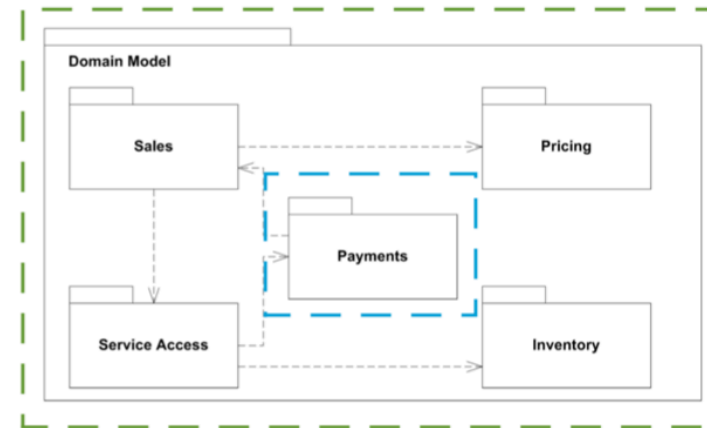 Domain Model
Sales
Pricing
Payments
Service Access
Inventory